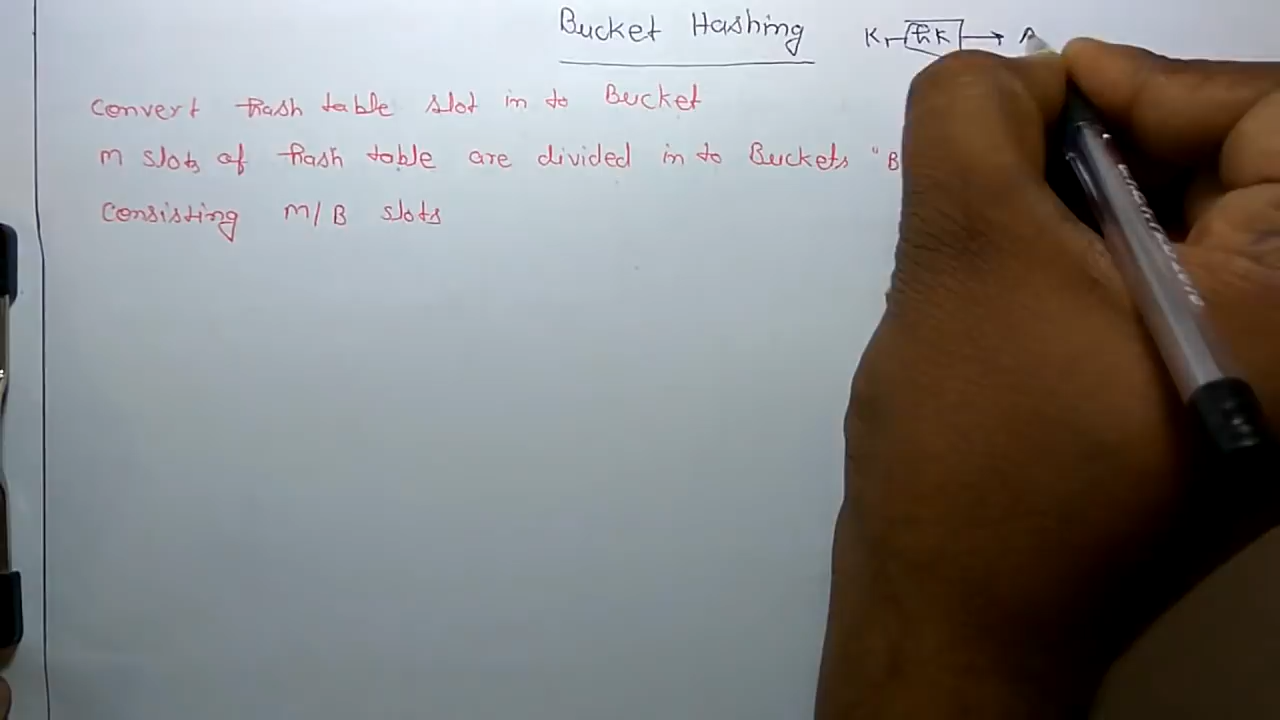 Bucket Hashing
K hK A
Convert hash table slot in to Bucket
M slots of hash table are divided in to Buckets "B
Consisting M/B slots